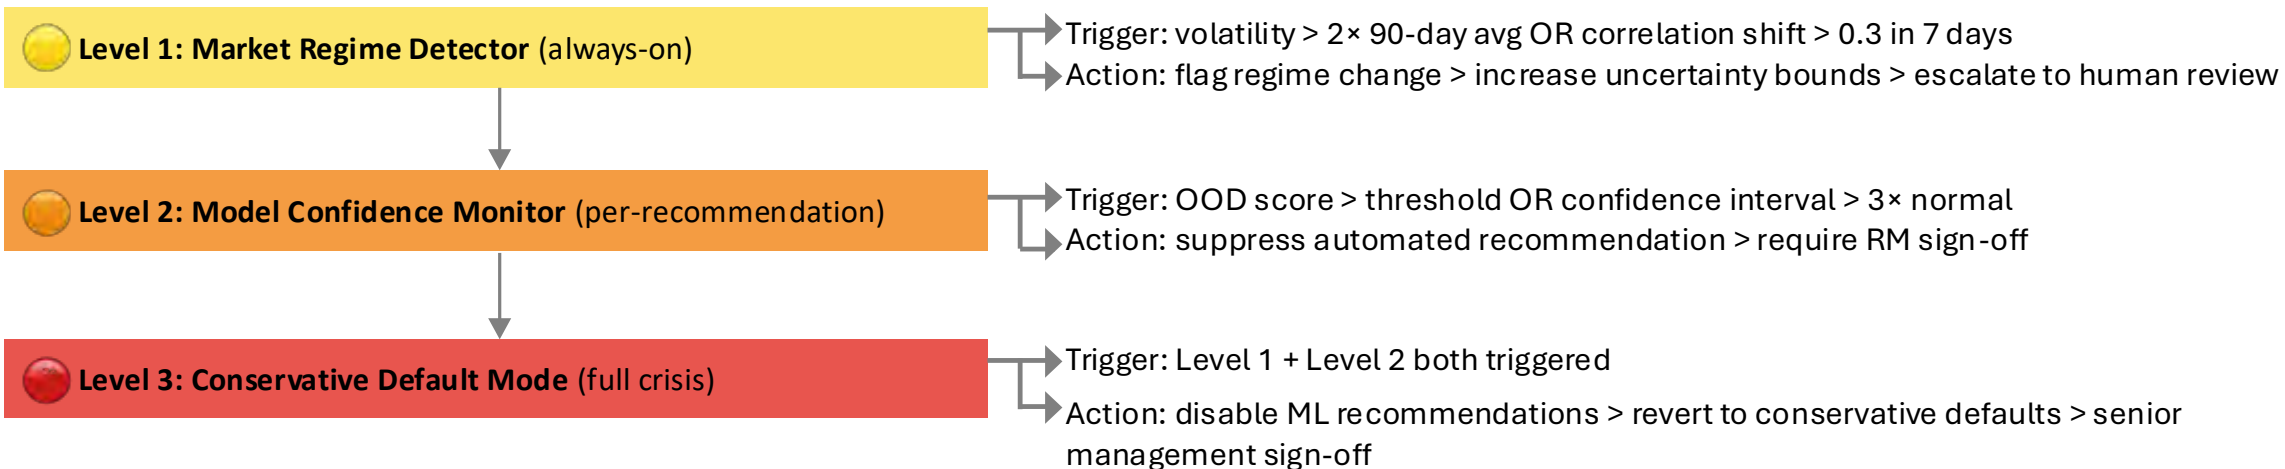 Level 1: Market Regime Detector (always-on)
Trigger: volatility > 2× 90-day avg OR correlation shift > 0.3 in 7 days
Action: flag regime change > increase uncertainty bounds > escalate to human review
Level 2: Model Confidence Monitor (per-recommendation)
Trigger: OOD score > threshold OR confidence interval > 3× normal
Action: suppress automated recommendation > require RM sign-off
Level 3: Conservative Default Mode (full crisis)
Trigger: Level 1 + Level 2 both triggered
Action: disable ML recommendations > revert to conservative defaults > senior
management sign-off